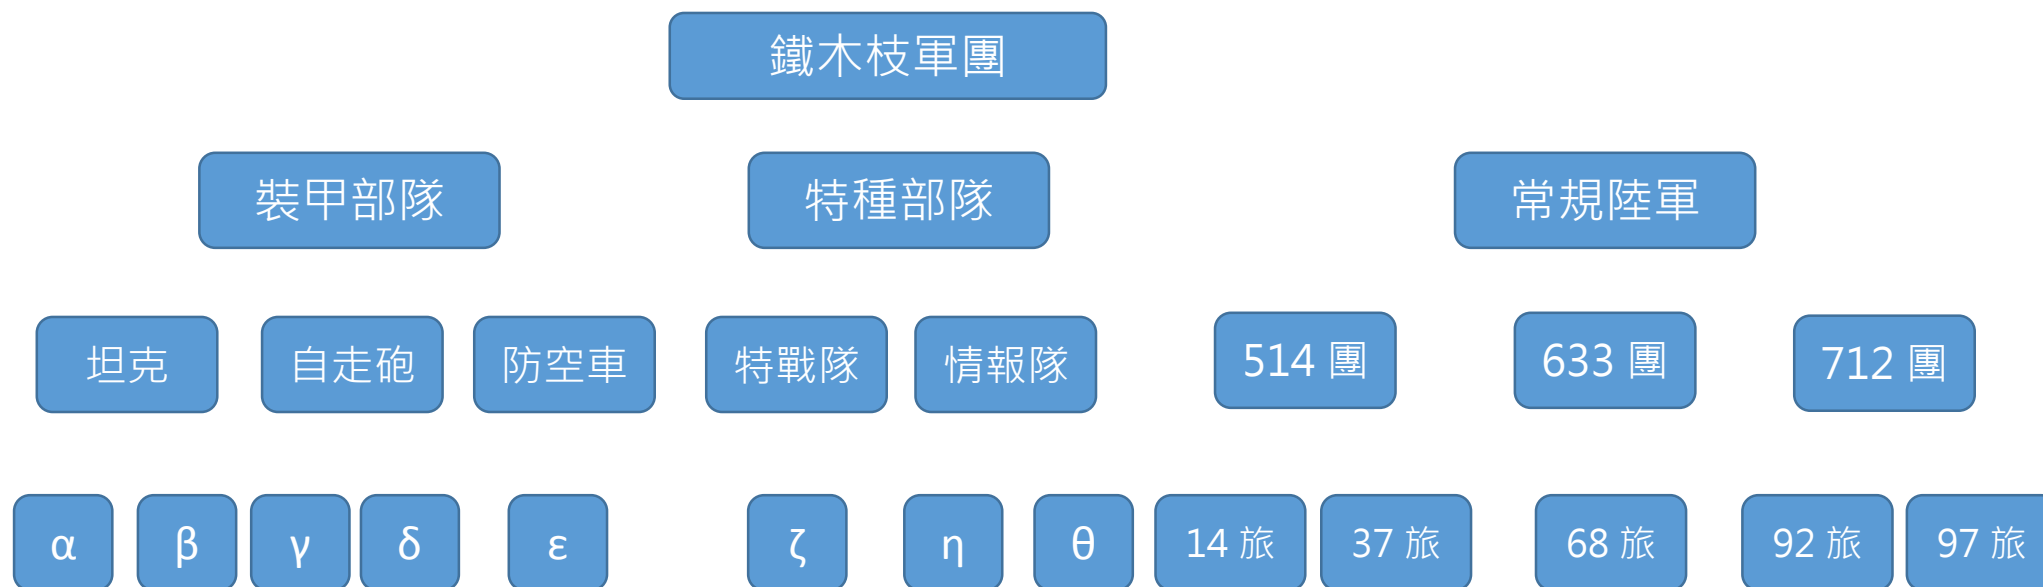 鐵木枝軍團
裝甲部隊
特種部隊
常規陸軍
坦克
自走砲
防空車
特戰隊
情報隊
514 團
633 團
712 團
α
β
γ
δ
ε
ζ
η
θ
14 旅
37 旅
68 旅
92 旅
97 旅